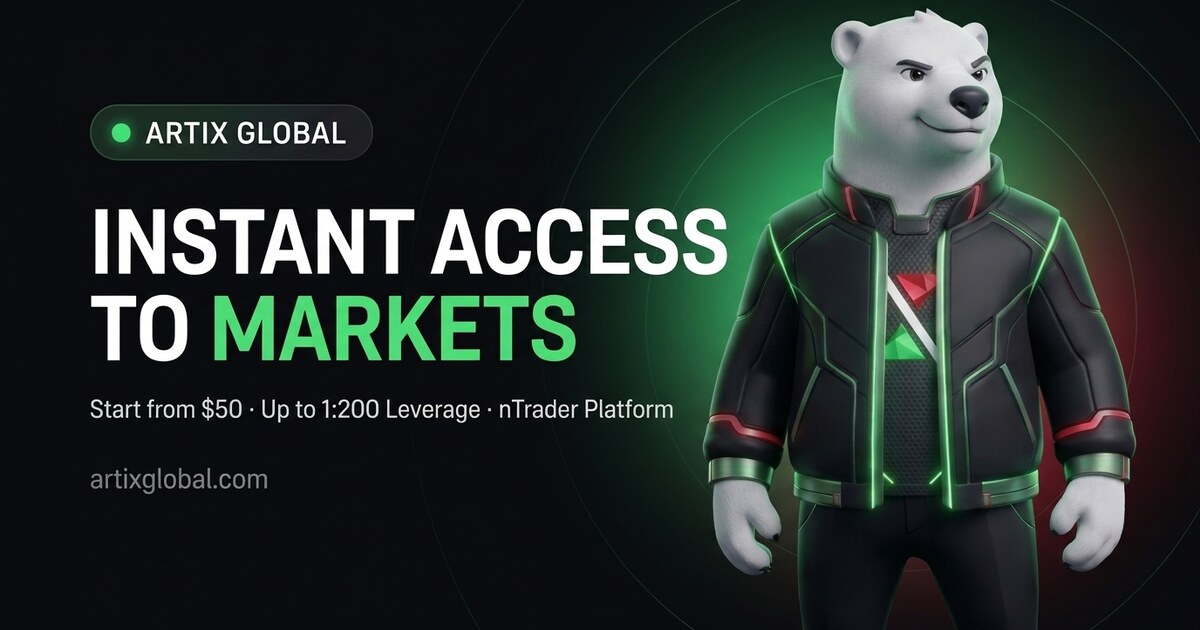 ARTIX GLOBAL
INSTANT ACCESS
TO MARKETS
Start from $50 · Up to 1:200 Leverage · nTrader Platform
artixglobal.com